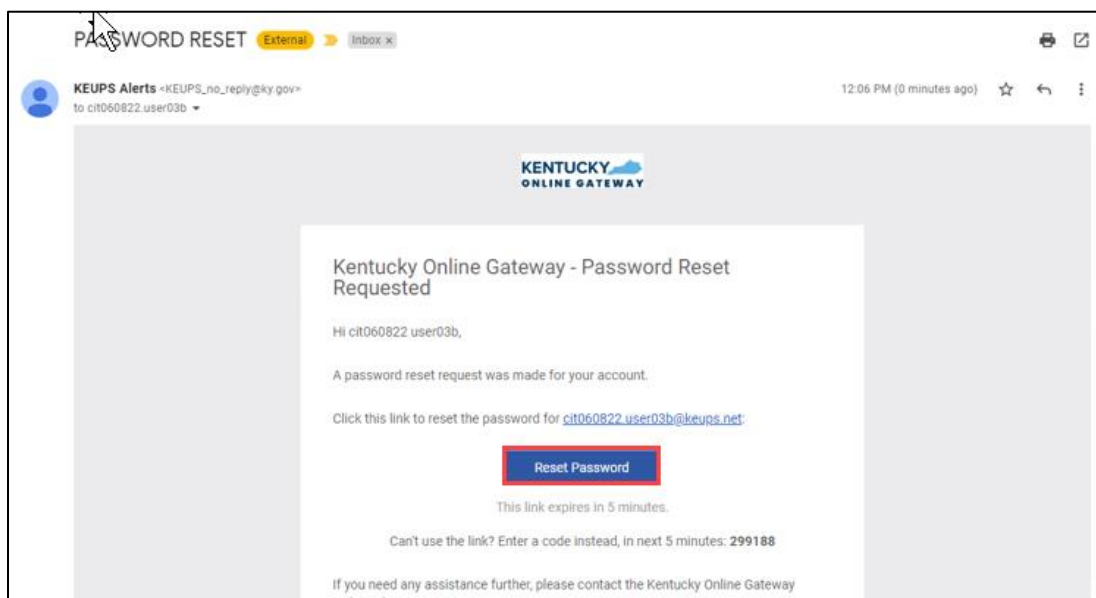 PASSWORD RESET External Inbox x
KEUPS Alerts <KEUPS_no_reply@ky.gov> 12:06 PM (0 minutes ago)
to cit060822.user03b
KENTUCKY
ONLINE GATEWAY
Kentucky Online Gateway - Password Reset
Requested
Hi cit060822 user03b,
A password reset request was made for your account.
Click this link to reset the password for cit060822.user03b@keups.net:
Reset Password
This link expires in 5 minutes.
Can't use the link? Enter a code instead, in next 5 minutes: 299188
If you need any assistance further, please contact the Kentucky Online Gateway